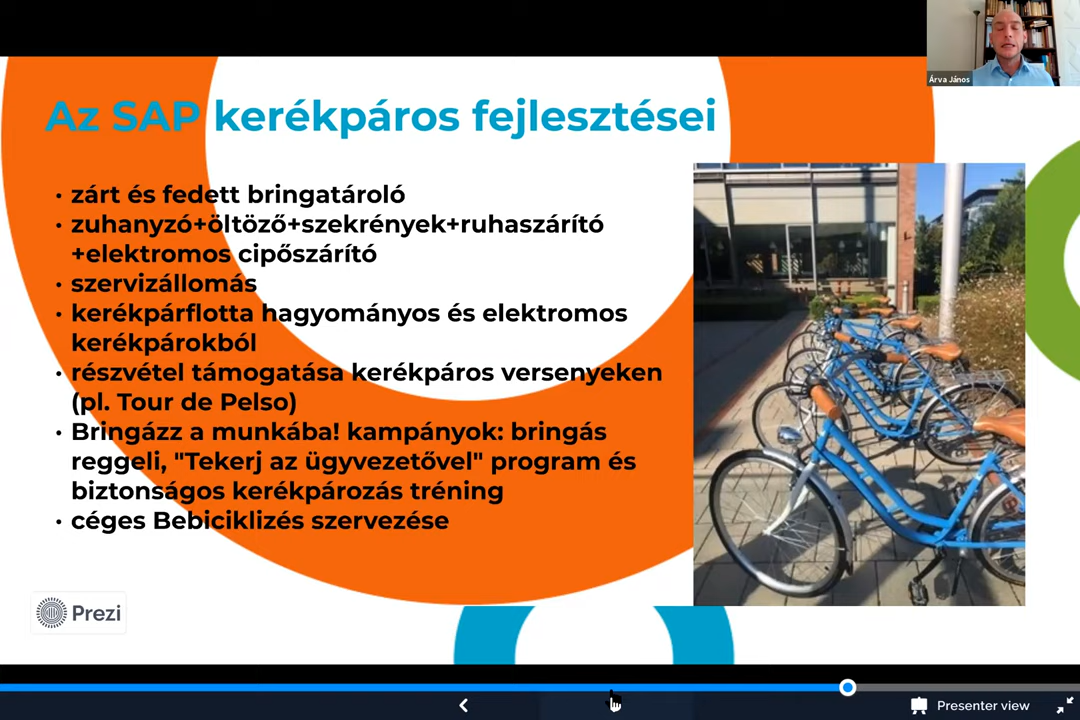 Árva János
Az SAP kerékpáros fejlesztései
• zárt és fedett bringatároló
• zuhanyzó+öltöző+szekrények+ruhaszárító
+elektromos cipőszárító
• szervizállomás
• kerékpárflotta hagyományos és elektromos
kerékpárokból
• részvétel támogatása kerékpáros versenyeken
(pl. Tour de Pelso)
• Bringázz a munkába! kampányok: bringás
reggeli, "Tekerj az ügyvezetővel" program és
biztonságos kerékpározás tréning
• céges Bebiciklizés szervezése
Prezi
Presenter view